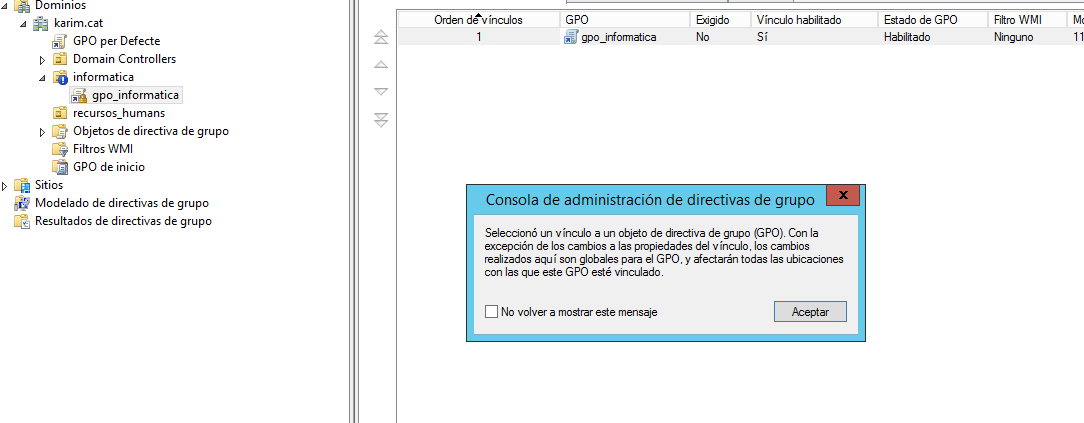 Dominios
karim.cat
GPO per Defecte
Domain Controllers
informatica
gpo_informatica
recursos_humans
Objetos de directiva de grupo
Filtros WMI
GPO de inicio
Sitios
Modelado de directivas de grupo
Resultados de directivas de grupo
Orden de vínculos GPO Exigido Vínculo habilitado Estado de GPO Filtro WMI
1 gpo_informatica No Sí Habilitado Ninguno 11
Consola de administración de directivas de grupo
x
Seleccionó un vínculo a un objeto de directiva de grupo (GPO). Con la
excepción de los cambios a las propiedades del vínculo, los cambios
realizados aquí son globales para el GPO, y afectarán todas las ubicaciones
con las que este GPO esté vinculado.
No volver a mostrar este mensaje
Aceptar